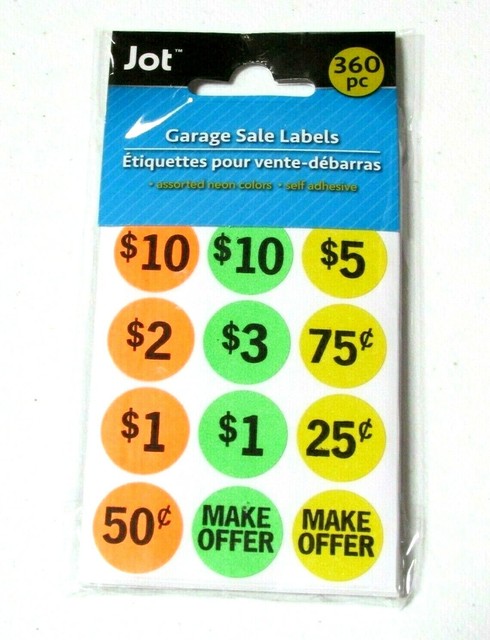 Jot™
360
pc
Garage Sale Labels
Étiquettes pour vente-débarras
• assorted neon colors • self adhesive
$10 $10 $5
$2 $3 75¢
$1 $1 25¢
50¢ MAKE OFFER MAKE OFFER